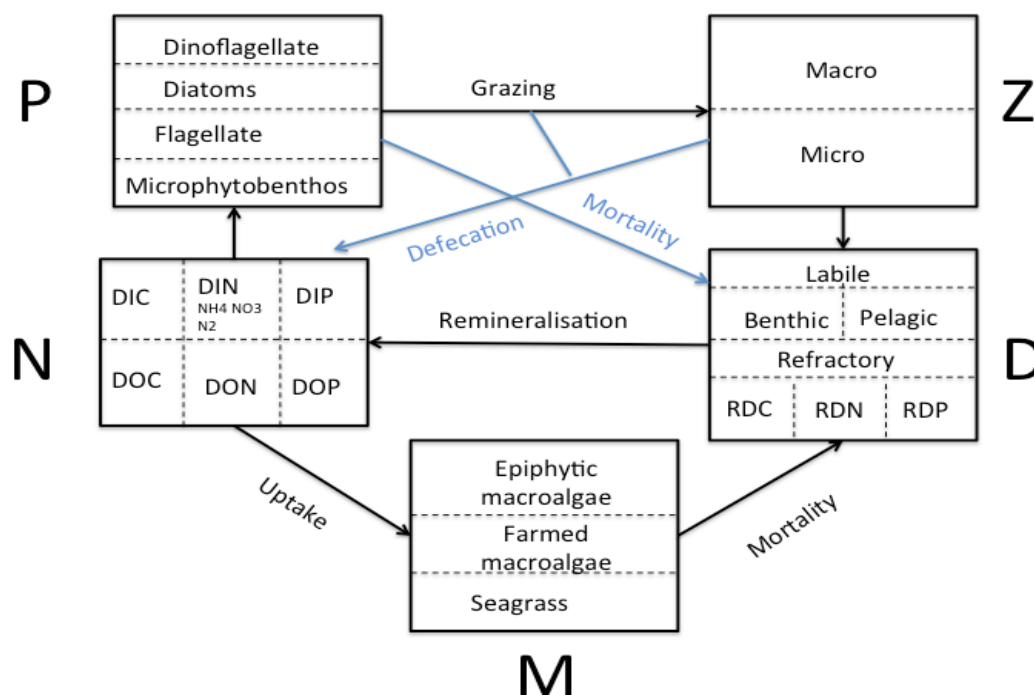 P
Dinoflagellate
Diatoms
Flagellate
Microphytobenthos
Grazing
Macro
Micro
Z
Defecation
Mortality
N
DIC
DIN
NH4 NO3
N2
DIP
DOC
DON
DOP
Remineralisation
Labile
Benthic
Pelagic
Refractory
RDC
RDN
RDP
D
Uptake
Epiphytic
macroalgae
Farmed
macroalgae
Seagrass
Mortality
M